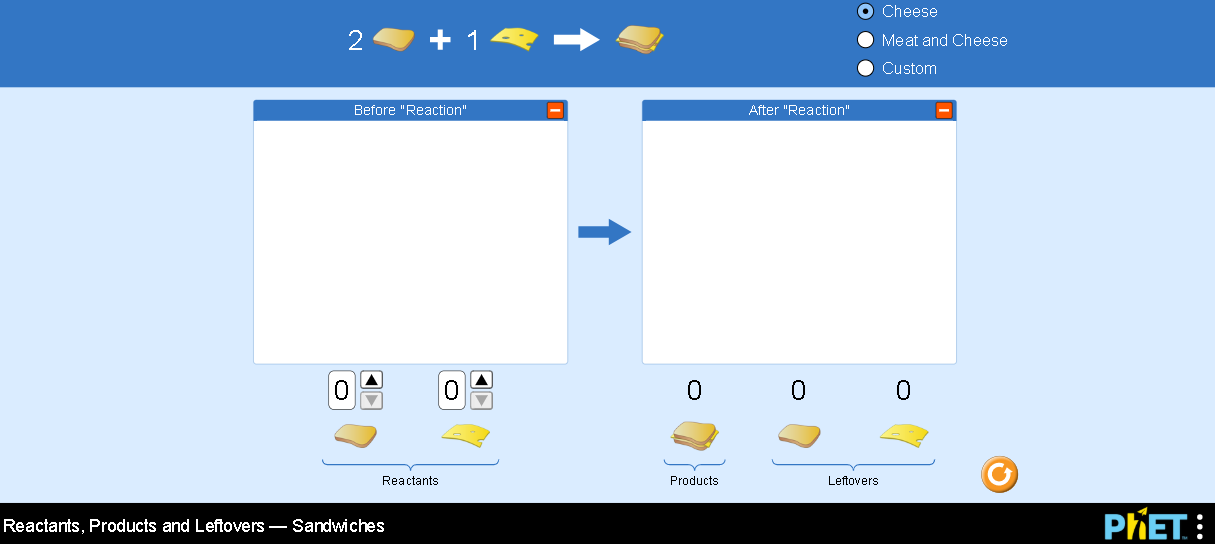 2 + 1
Cheese
Meat and Cheese
Custom
Before "Reaction"
After "Reaction"
0 0 0 0 0
Reactants Products Leftovers
Reactants, Products and Leftovers — Sandwiches
PhET